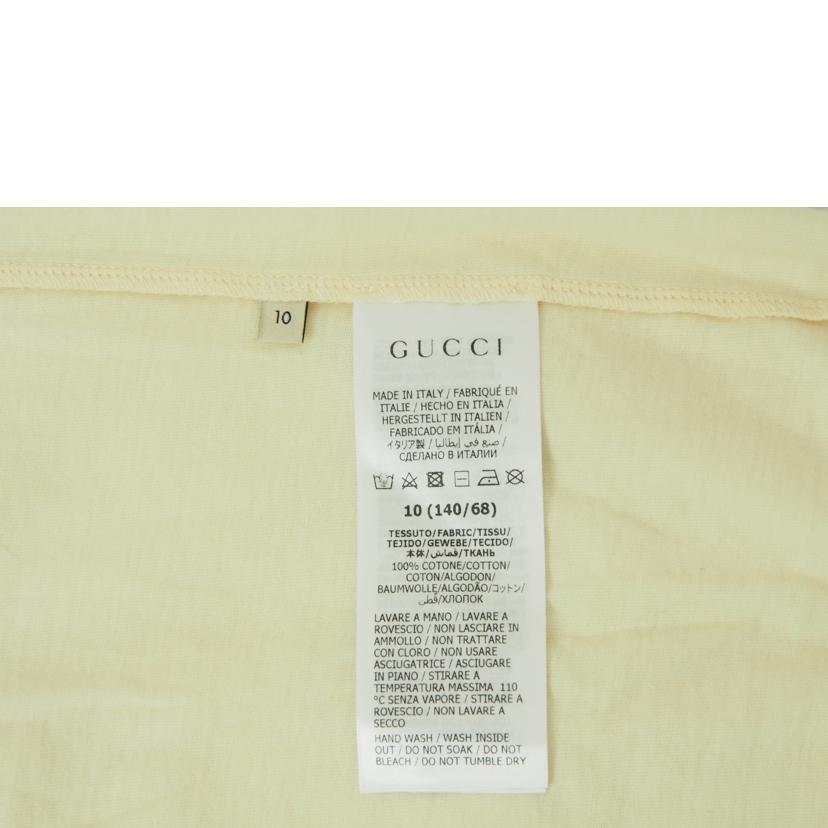 10
GUCCI
MADE IN ITALY / FABRIQUÉ EN
ITALIE / HECHO EN ITALIA /
HERGESTELLT IN ITALIEN /
FABRICADO EM ITÁLIA /
イタリア製 / صنع في إيطاليا /
СДЕЛАНО В ИТАЛИИ
10 (140/68)
TESSUTO/FABRIC/TISSU/
TEJIDO/GEWEBE/TECIDO/
本体/قماش/ТКАНЬ
100% COTONE/COTTON/
COTON/ALGODON/
BAUMWOLLE/ALGODÃO/コットン/
قطن/ХЛОПОК
LAVARE A MANO / LAVARE A
ROVESCIO / NON LASCIARE IN
AMMOLLO / NON TRATTARE
CON CLORO / NON USARE
ASCIUGATRICE / ASCIUGARE
IN PIANO / STIRARE A
TEMPERATURA MASSIMA 110
°C SENZA VAPORE / STIRARE A
ROVESCIO / NON LAVARE A
SECCO
HAND WASH / WASH INSIDE
OUT / DO NOT SOAK / DO NOT
BLEACH / DO NOT TUMBLE DRY